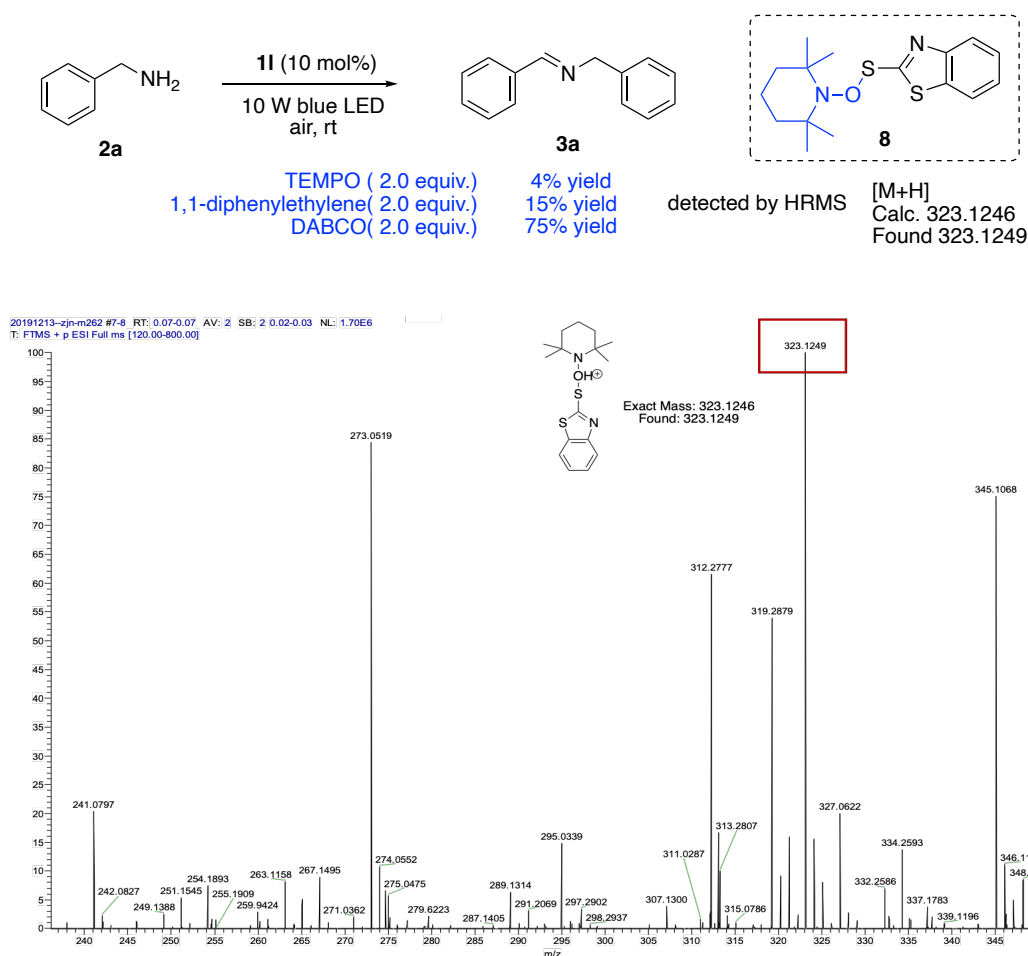 NH2
2a
1l (10 mol%)
10 W blue LED
air, rt
N
3a
N
O
S
N
S
8
TEMPO ( 2.0 equiv.) 4% yield
1,1-diphenylethylene( 2.0 equiv.) 15% yield
DABCO( 2.0 equiv.) 75% yield
detected by HRMS
[M+H]
Calc. 323.1246
Found 323.1249
20191213--zjn-m262 #7-8 RT: 0.07-0.07 AV: 2 SB: 2 0.02-0.03 NL: 1.70E6
T: FTMS + p ESI Full ms [120.00-800.00]
N
OH+
S
S N
Exact Mass: 323.1246
Found: 323.1249
100
95
90
85
80
75
70
65
60
55
50
45
40
35
30
25
20
15
10
5
0
241.0797
242.0827
249.1388
251.1545
254.1893
255.1909
259.9424
263.1158
267.1495
271.0362
273.0519
274.0552
275.0475
279.6223
287.1405
289.1314
291.2069
295.0339
297.2902
298.2937
307.1300
311.0287
312.2777
313.2807
315.0786
319.2879
323.1249
327.0622
332.2586
334.2593
337.1783
339.1196
345.1068
346.11
348.
240 245 250 255 260 265 270 275 280 285 290 295 300 305 310 315 320 325 330 335 340 345
m/z